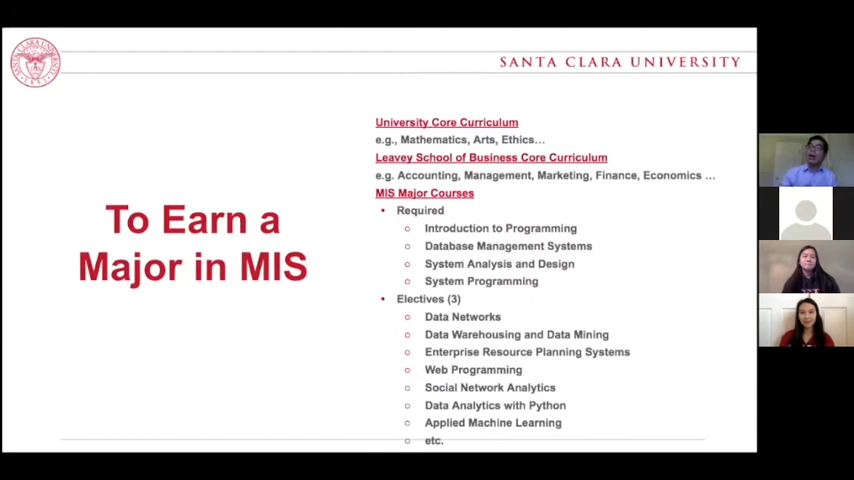 SANTA CLARA UNIVERSITY
To Earn a
Major in MIS
University Core Curriculum
e.g., Mathematics, Arts, Ethics…
Leavey School of Business Core Curriculum
e.g. Accounting, Management, Marketing, Finance, Economics …
MIS Major Courses
• Required
○ Introduction to Programming
○ Database Management Systems
○ System Analysis and Design
○ System Programming
• Electives (3)
○ Data Networks
○ Data Warehousing and Data Mining
○ Enterprise Resource Planning Systems
○ Web Programming
○ Social Network Analytics
○ Data Analytics with Python
○ Applied Machine Learning
○ etc.